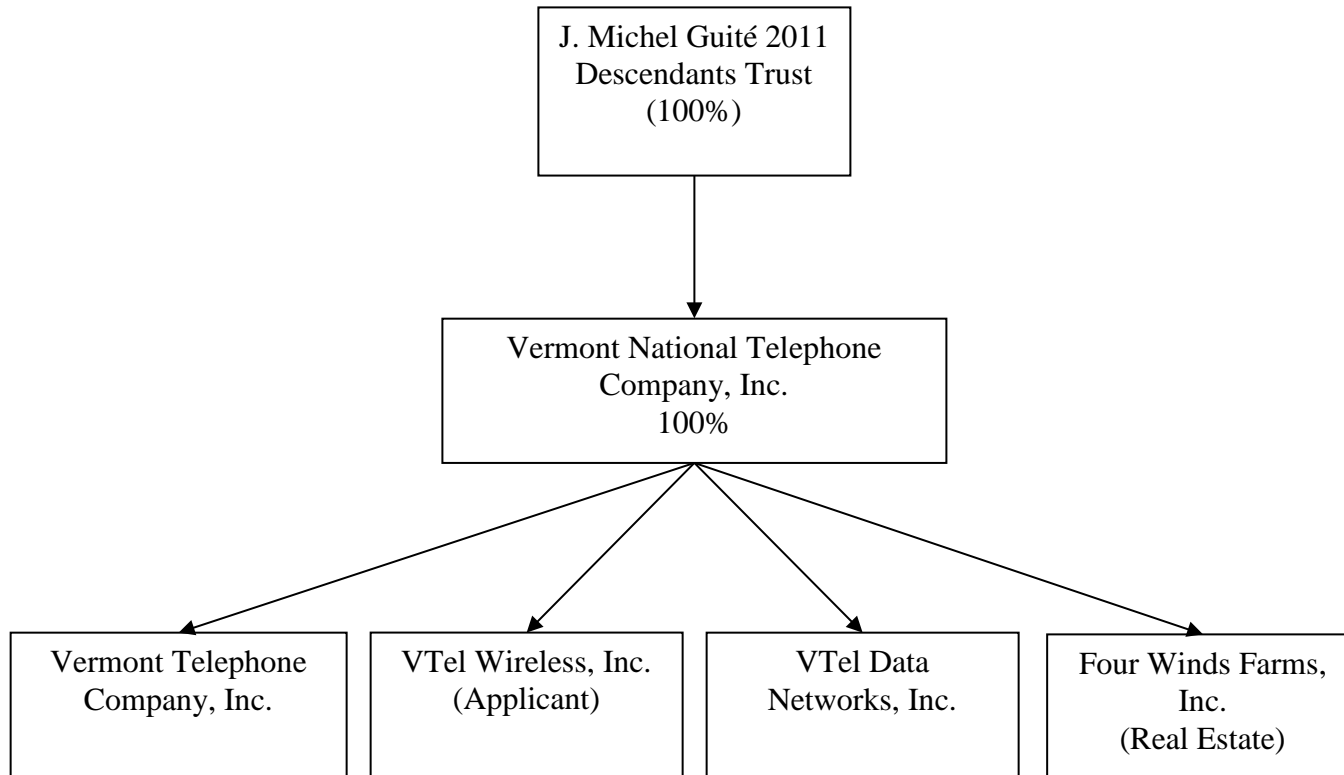 J. Michel Guité 2011
Descendants Trust
(100%)
Vermont National Telephone
Company, Inc.
100%
Vermont Telephone
Company, Inc.
VTel Wireless, Inc.
(Applicant)
VTel Data
Networks, Inc.
Four Winds Farms,
Inc.
(Real Estate)